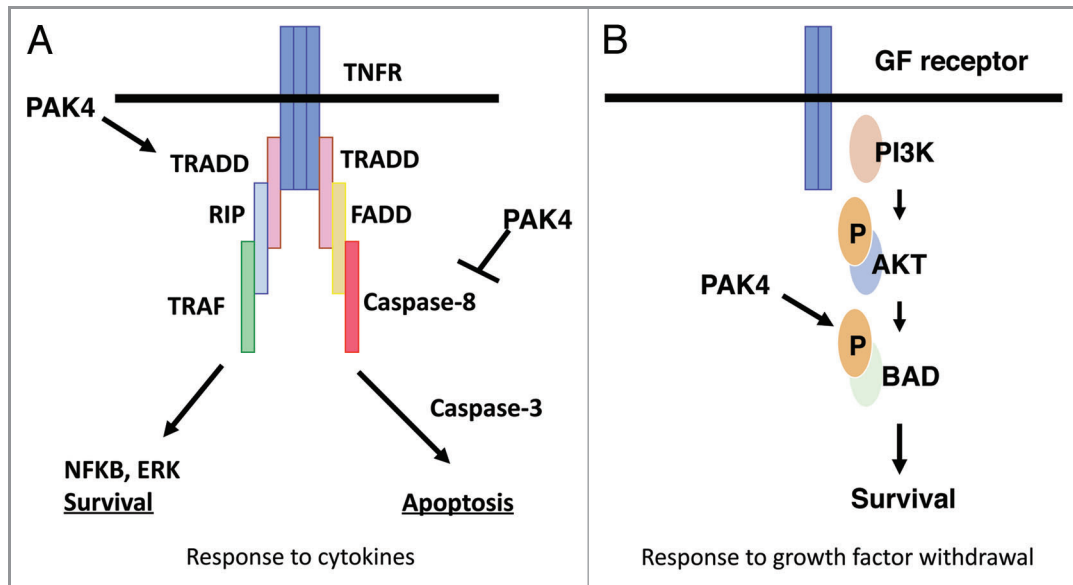 A
TNFR
PAK4
TRADD
TRADD
RIP
FADD
PAK4
TRAF
Caspase-8
Caspase-3
NFKB, ERK
Survival
Apoptosis
Response to cytokines
B
GF receptor
PI3K
P
AKT
PAK4
P
BAD
Survival
Response to growth factor withdrawal